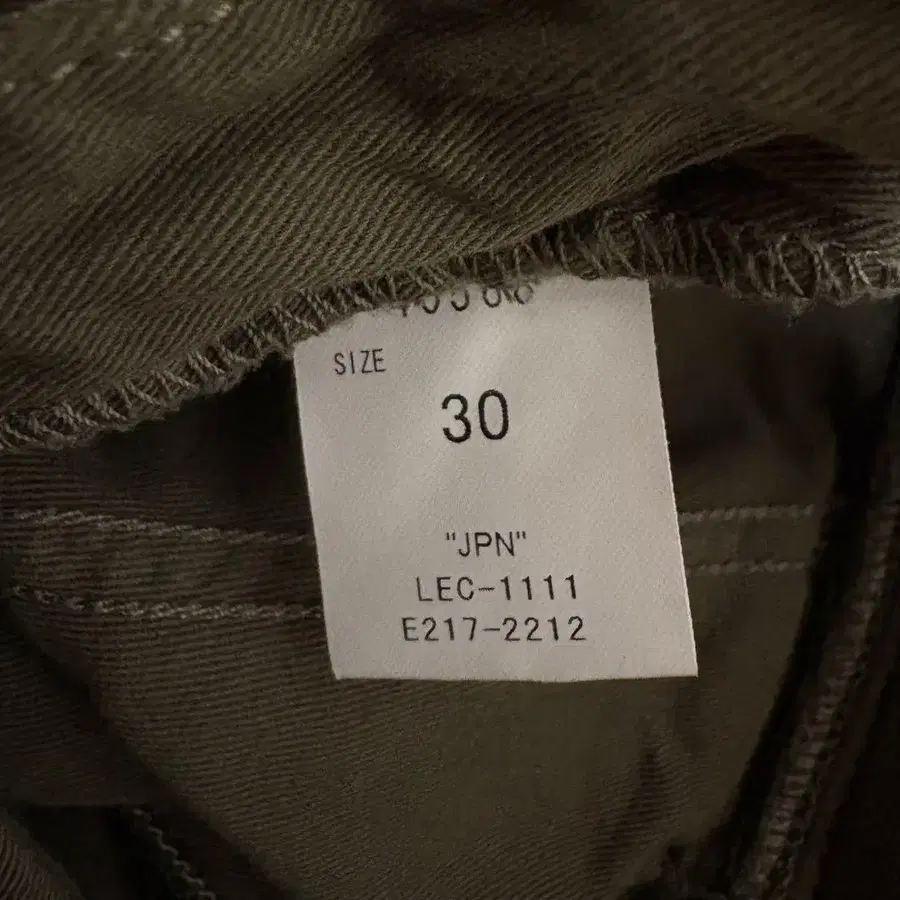 SIZE
30
"JPN"
LEC-1111
E217-2212